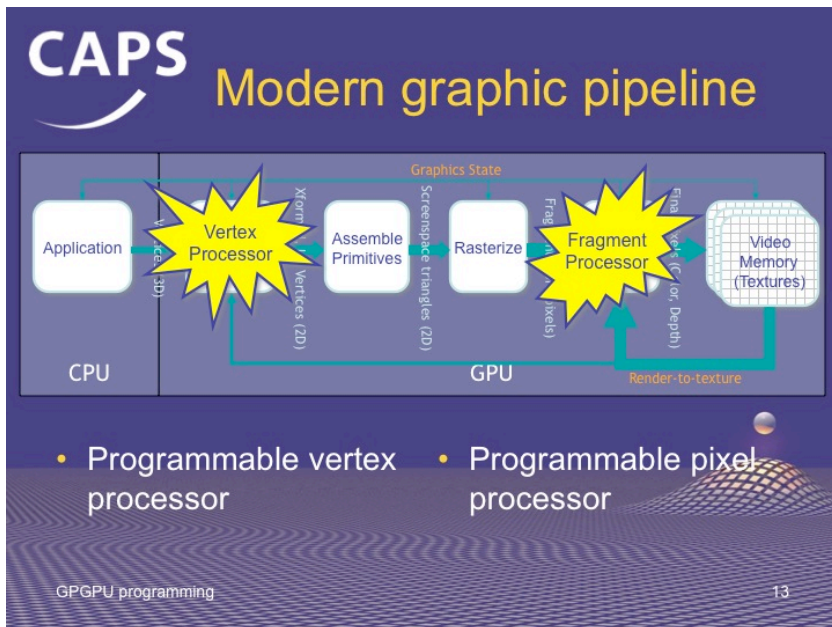 CAPS
Modern graphic pipeline
Graphics State
Application
Vertex
Processor
Vertices (2D)
Assemble
Primitives
Screenspace triangles (2D)
Rasterize
Fragment
Processor
Video
Memory
(Textures)
CPU
GPU
Render-to-texture
• Programmable vertex
processor
• Programmable pixel
processor
GPGPU programming
13